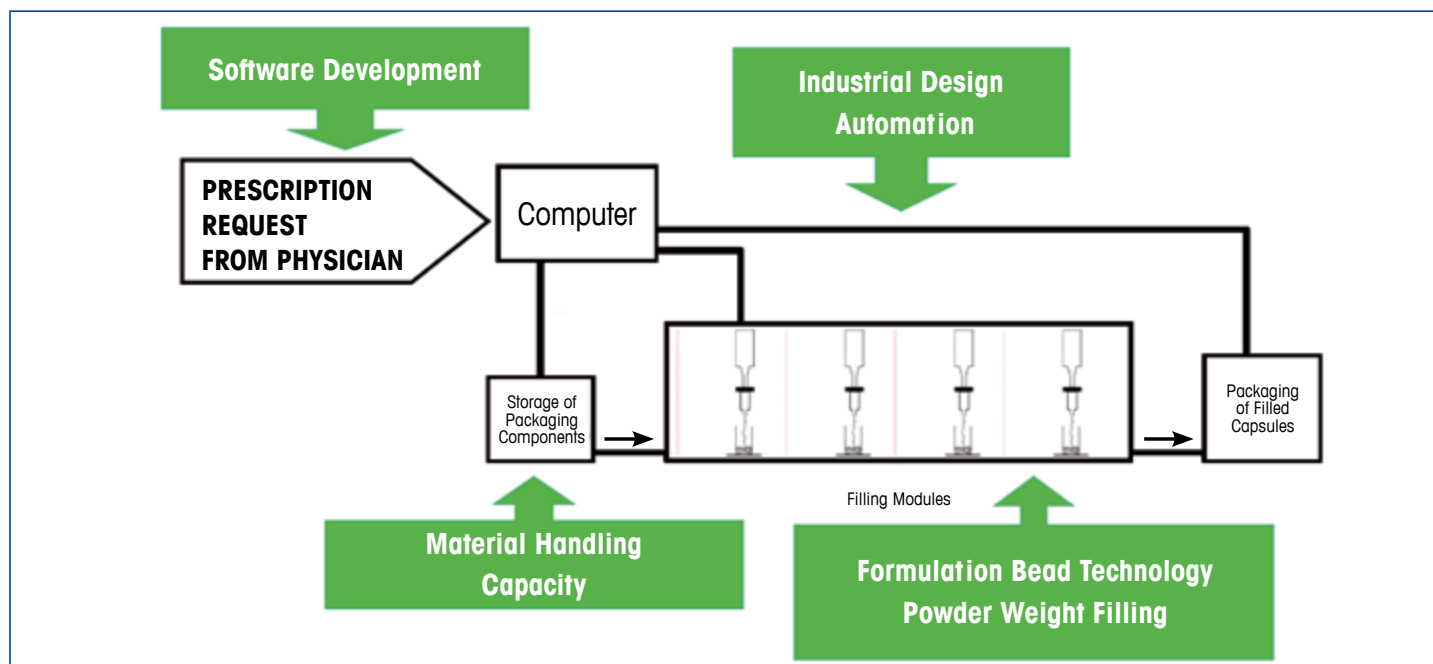 Software Development
Industrial Design
Automation
PRESCRIPTION
REQUEST
FROM PHYSICIAN
Computer
Storage of
Packaging
Components
Packaging
of Filled
Capsules
Filling Modules
Material Handling
Capacity
Formulation Bead Technology
Powder Weight Filling